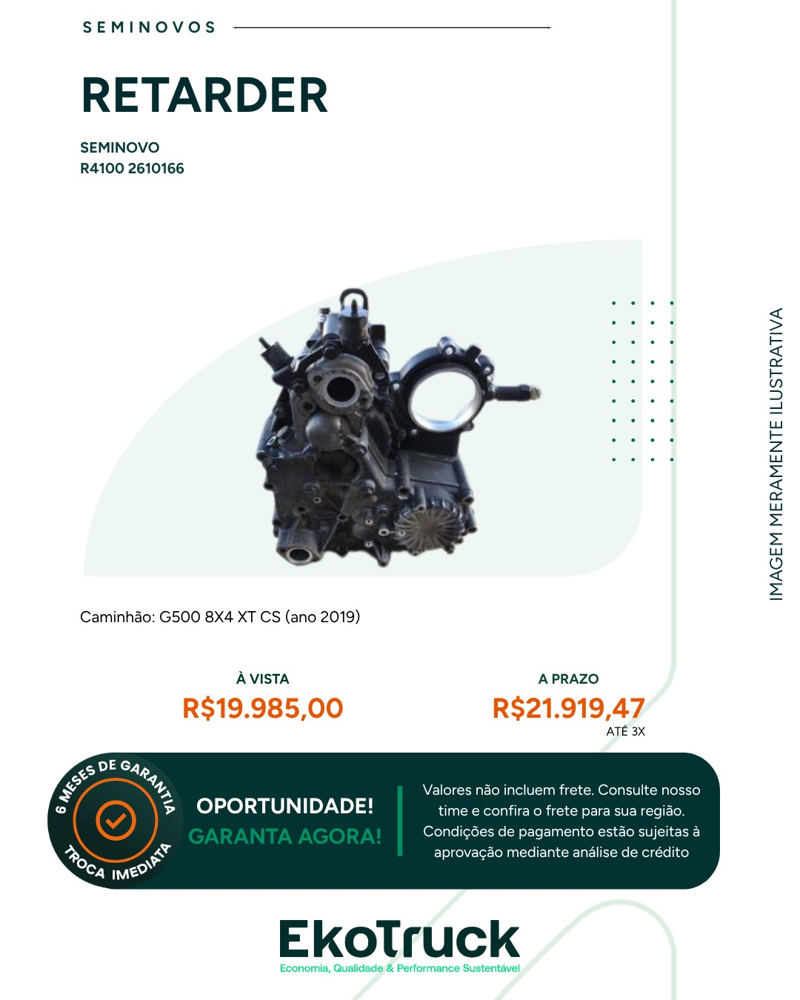 SEMINOVOS
RETARDER
SEMINOVO
R4100 2610166
IMAGEM MERAMENTE ILUSTRATIVA
Caminhão: G500 8X4 XT CS (ano 2019)
À VISTA
R$19.985,00
A PRAZO
R$21.919,47
ATÉ 3X
6 MESES DE GARANTIA
TROCA IMEDIATA
OPORTUNIDADE!
GARANTA AGORA!
Valores não incluem frete. Consulte nosso
time e confira o frete para sua região.
Condições de pagamento estão sujeitas à
aprovação mediante análise de crédito
EkoTruck
Economia, Qualidade & Performance Sustentável